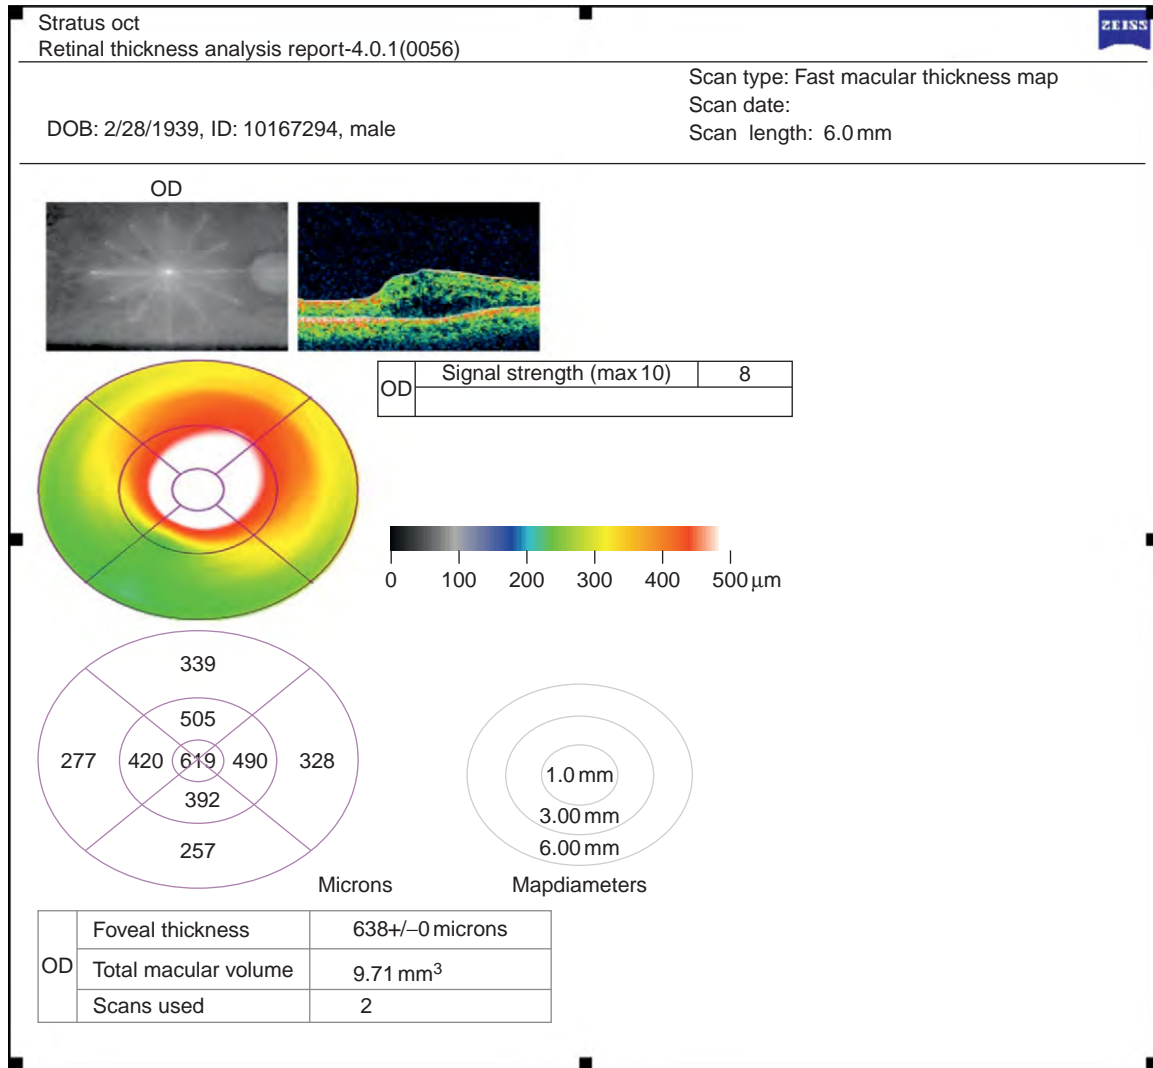 Stratus oct
Retinal thickness analysis report-4.0.1(0056)
ZEISS
Scan type: Fast macular thickness map
Scan date:
DOB: 2/28/1939, ID: 10167294, male
Scan length: 6.0 mm
OD
OD
Signal strength (max 10) 8
0 100 200 300 400 500 µm
339
505
277 420 619 490 328
392
257
1.0 mm
3.00 mm
6.00 mm
Microns
Mapdiameters
OD
Foveal thickness 638+/–0 microns
Total macular volume 9.71 mm³
Scans used 2